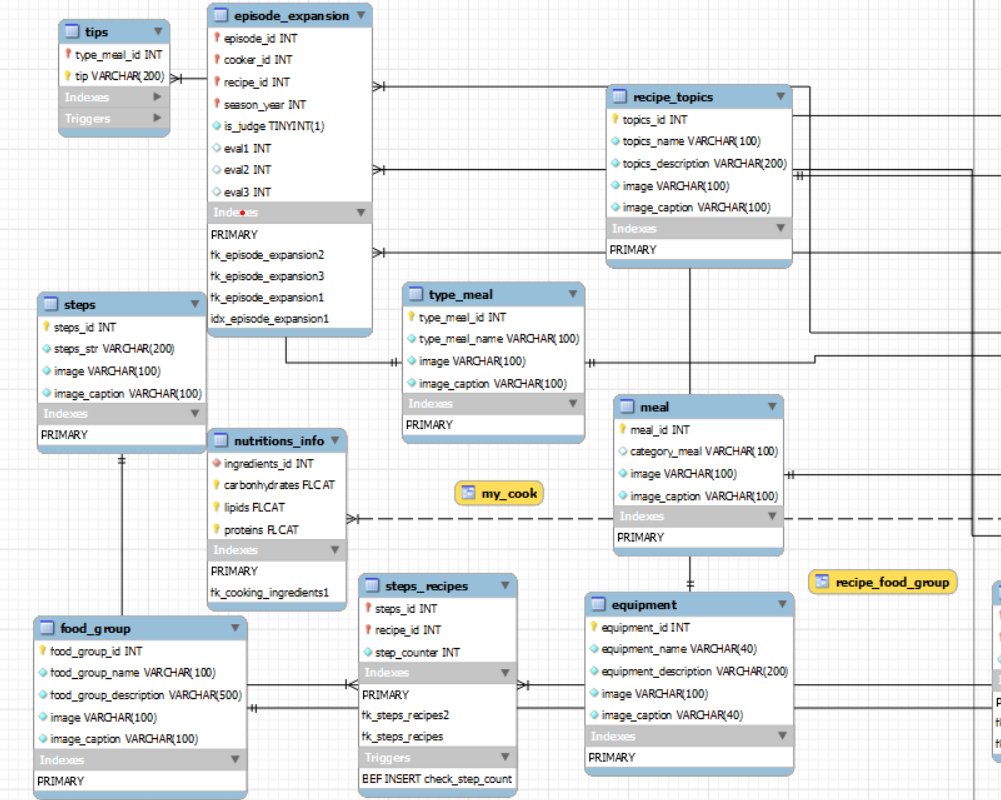 tips
type_meal_id INT
tip VARCHAR(200)
Indexes
Triggers
episode_expansion
episode_id INT
cooker_id INT
recipe_id INT
season_year INT
is_judge TINYINT(1)
eval1 INT
eval2 INT
eval3 INT
Indexes
PRIMARY
fk_episode_expansion2
fk_episode_expansion3
fk_episode_expansion1
idx_episode_expansion1
recipe_topics
topics_id INT
topics_name VARCHAR(100)
topics_description VARCHAR(200)
image VARCHAR(100)
image_caption VARCHAR(100)
Indexes
PRIMARY
steps
steps_id INT
steps_str VARCHAR(200)
image VARCHAR(100)
image_caption VARCHAR(100)
Indexes
PRIMARY
type_meal
type_meal_id INT
type_meal_name VARCHAR(100)
image VARCHAR(100)
image_caption VARCHAR(100)
Indexes
PRIMARY
meal
meal_id INT
category_meal VARCHAR(100)
image VARCHAR(100)
image_caption VARCHAR(100)
Indexes
PRIMARY
nutritions_info
ingredients_id INT
carbonhydrates FLOAT
lipids FLOAT
proteins FLOAT
Indexes
PRIMARY
fk_cooking_ingredients1
my_cook
recipe_food_group
steps_recipes
steps_id INT
recipe_id INT
step_counter INT
Indexes
PRIMARY
fk_steps_recipes2
fk_steps_recipes
Triggers
BEF INSERT check_step_count
equipment
equipment_id INT
equipment_name VARCHAR(40)
equipment_description VARCHAR(200)
image VARCHAR(100)
image_caption VARCHAR(40)
Indexes
PRIMARY
food_group
food_group_id INT
food_group_name VARCHAR(100)
food_group_description VARCHAR(500)
image VARCHAR(100)
image_caption VARCHAR(100)
Indexes
PRIMARY